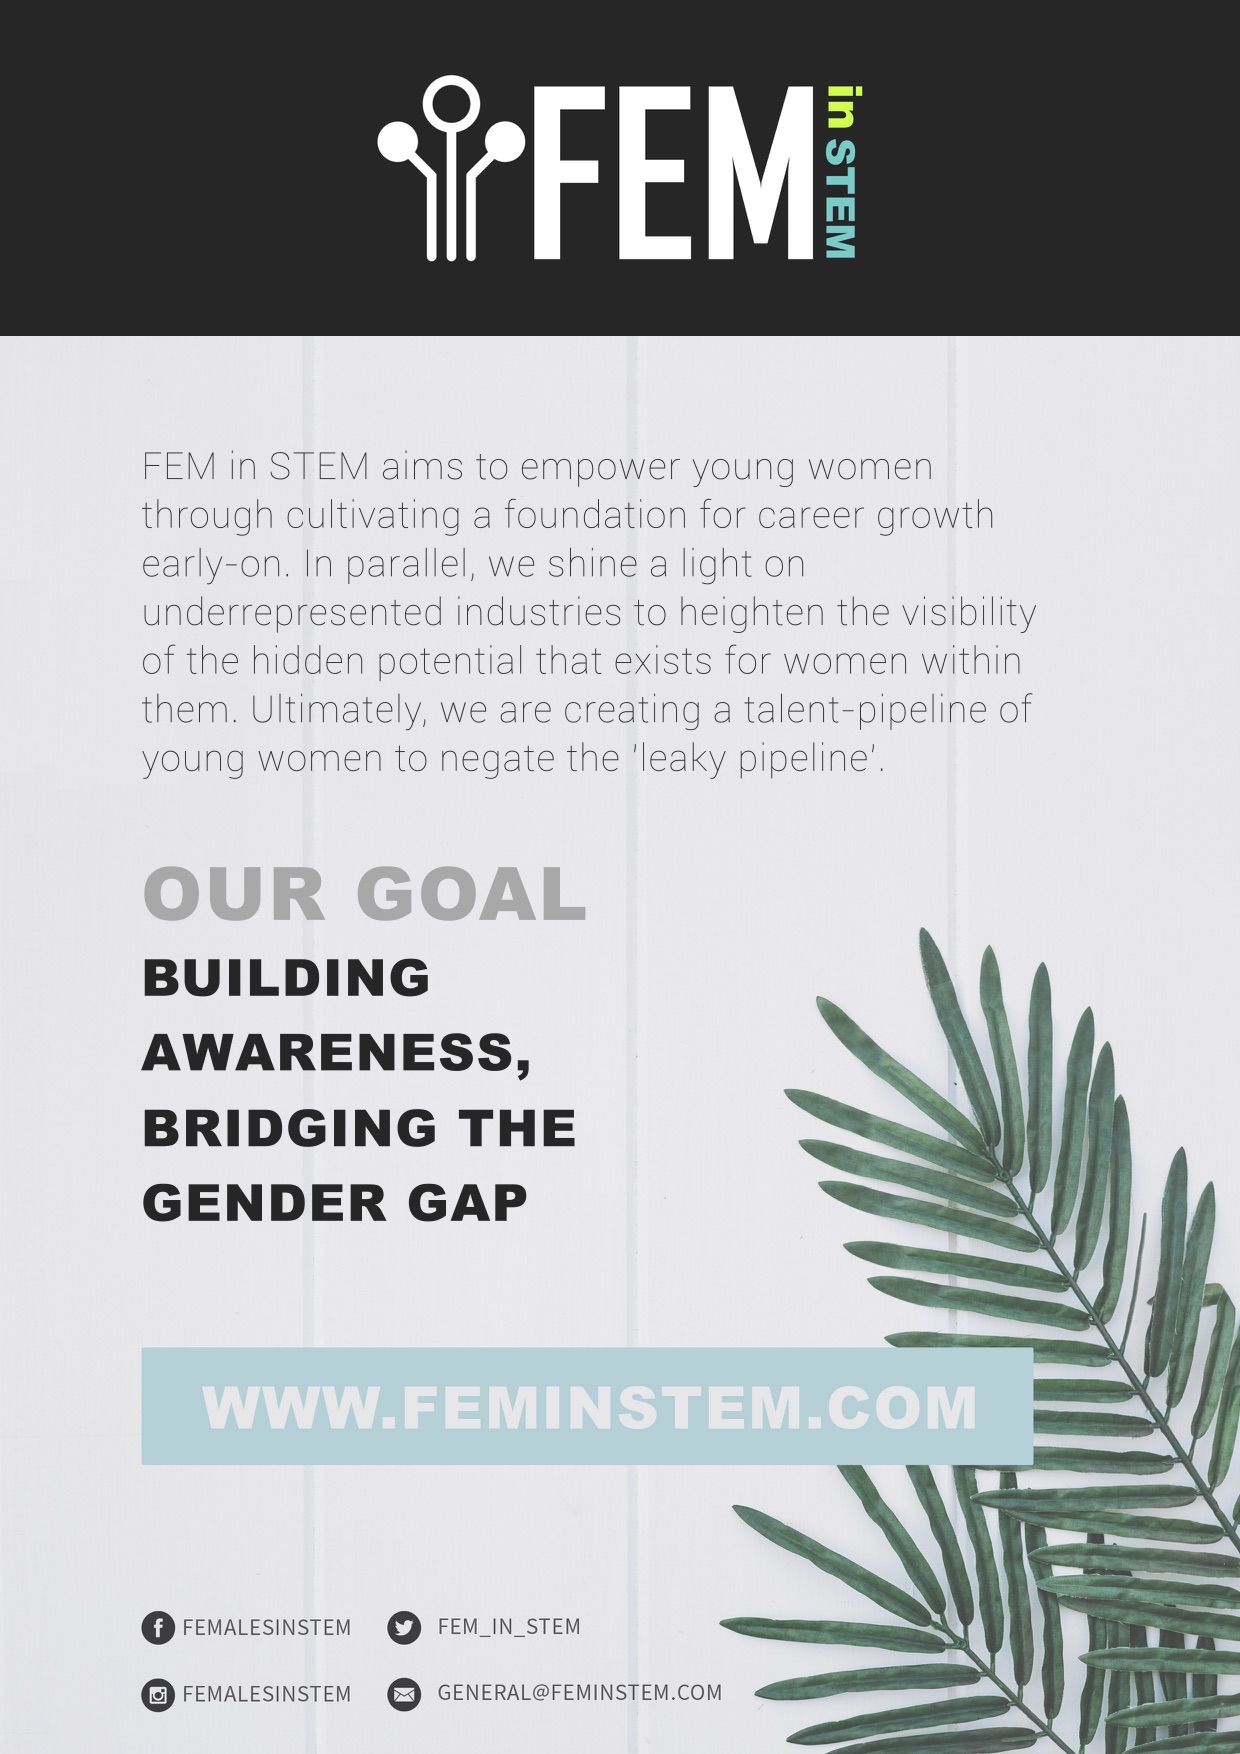 FEM in STEM
FEM in STEM aims to empower young women
through cultivating a foundation for career growth
early-on. In parallel, we shine a light on
underrepresented industries to heighten the visibility
of the hidden potential that exists for women within
them. Ultimately, we are creating a talent-pipeline of
young women to negate the 'leaky pipeline'.
OUR GOAL
BUILDING
AWARENESS,
BRIDGING THE
GENDER GAP
WWW.FEMINSTEM.COM
FEMALESINSTEM
FEM_IN_STEM
FEMALESINSTEM
GENERAL@FEMINSTEM.COM